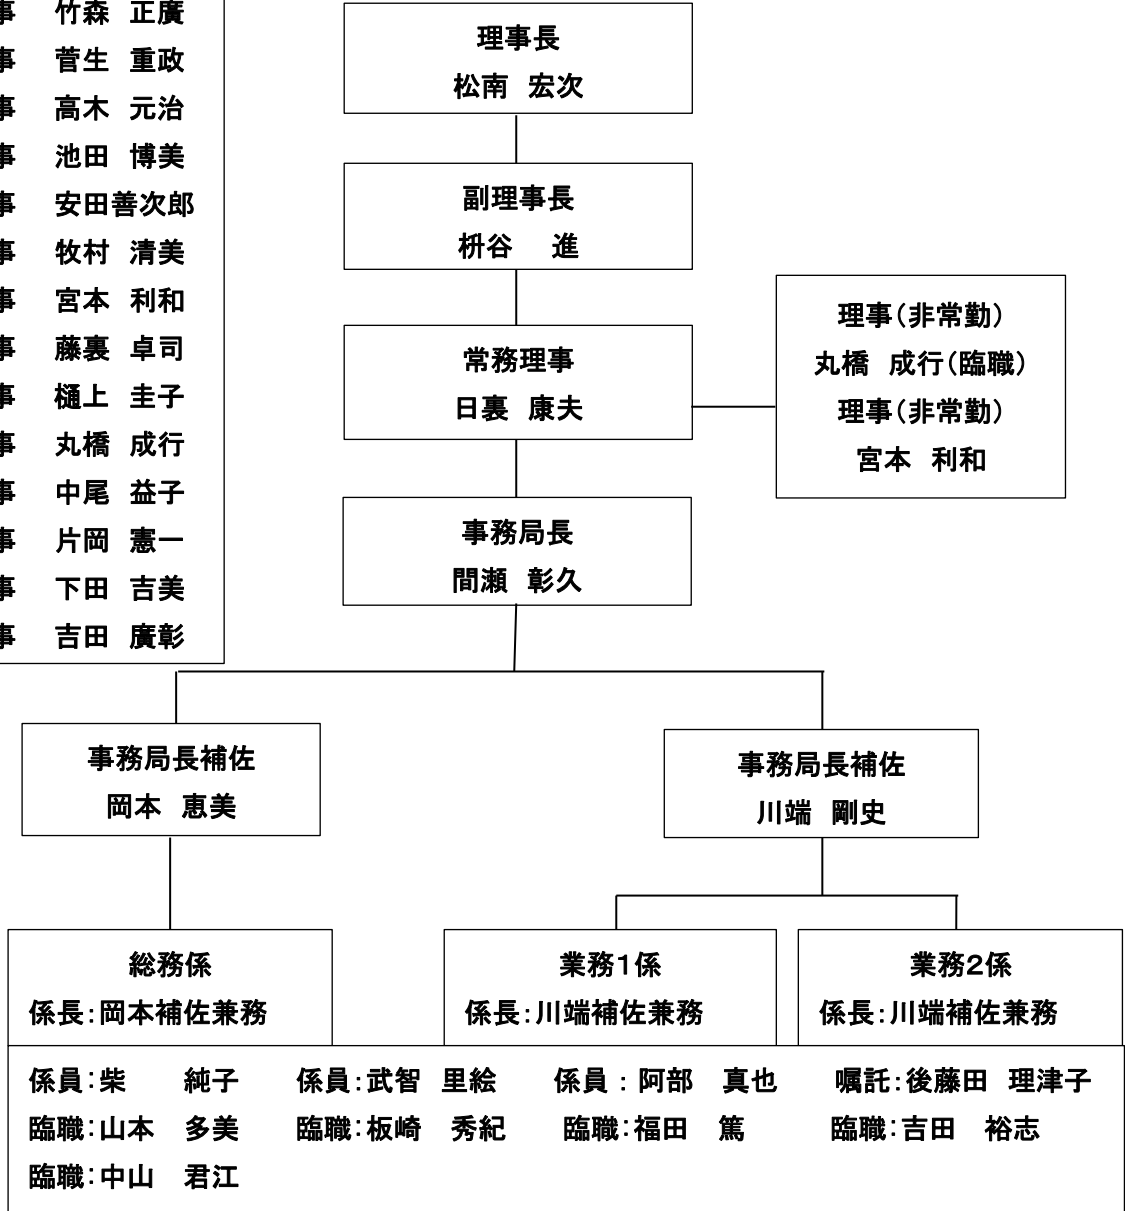 事 竹森 正廣
事 菅生 重政
事 高木 元治
事 池田 博美
事 安田善次郎
事 牧村 清美
事 宮本 利和
事 藤裏 卓司
事 樋上 圭子
事 丸橋 成行
事 中尾 益子
事 片岡 憲一
事 下田 吉美
事 吉田 廣彰
理事長
松南 宏次
副理事長
枡谷 進
常務理事
日裏 康夫
理事(非常勤)
丸橋 成行(臨職)
理事(非常勤)
宮本 利和
事務局長
間瀬 彰久
事務局長補佐
岡本 恵美
事務局長補佐
川端 剛史
総務係
係長:岡本補佐兼務
業務1係
係長:川端補佐兼務
業務2係
係長:川端補佐兼務
係員:柴 純子 係員:武智 里絵 係員:阿部 真也 嘱託:後藤田 理津子
臨職:山本 多美 臨職:板崎 秀紀 臨職:福田 篤 臨職:吉田 裕志
臨職:中山 君江